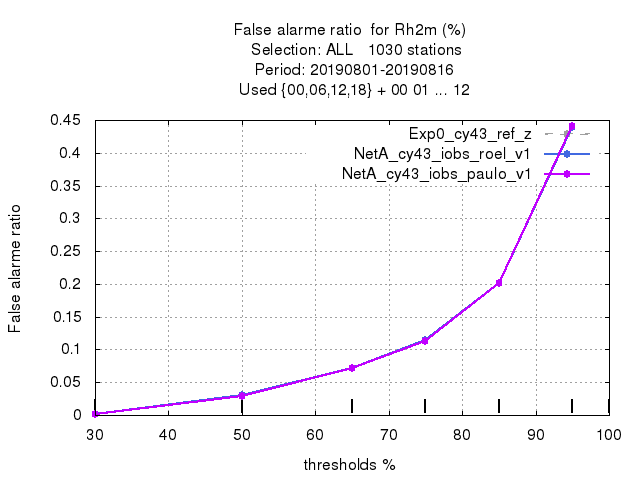 False alarme ratio  for Rh2m (%)
Selection: ALL   1030 stations
Period: 20190801-20190816
Used {00,06,12,18} + 00 01 ... 12
Exp0_cy43_ref_z
NetA_cy43_iobs_roel_v1
NetA_cy43_iobs_paulo_v1
False alarme ratio
0.45
0.4
0.35
0.3
0.25
0.2
0.15
0.1
0.05
0
30 40 50 60 70 80 90 100
thresholds %